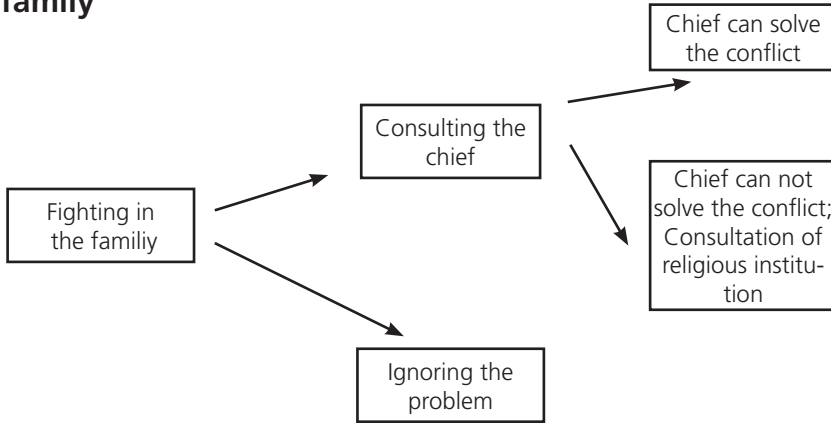 family
Chief can solve
the conflict
Consulting the
chief
Chief can not
solve the conflict;
Consultation of
religious institu-
tion
Fighting in
the familiy
Ignoring the
problem